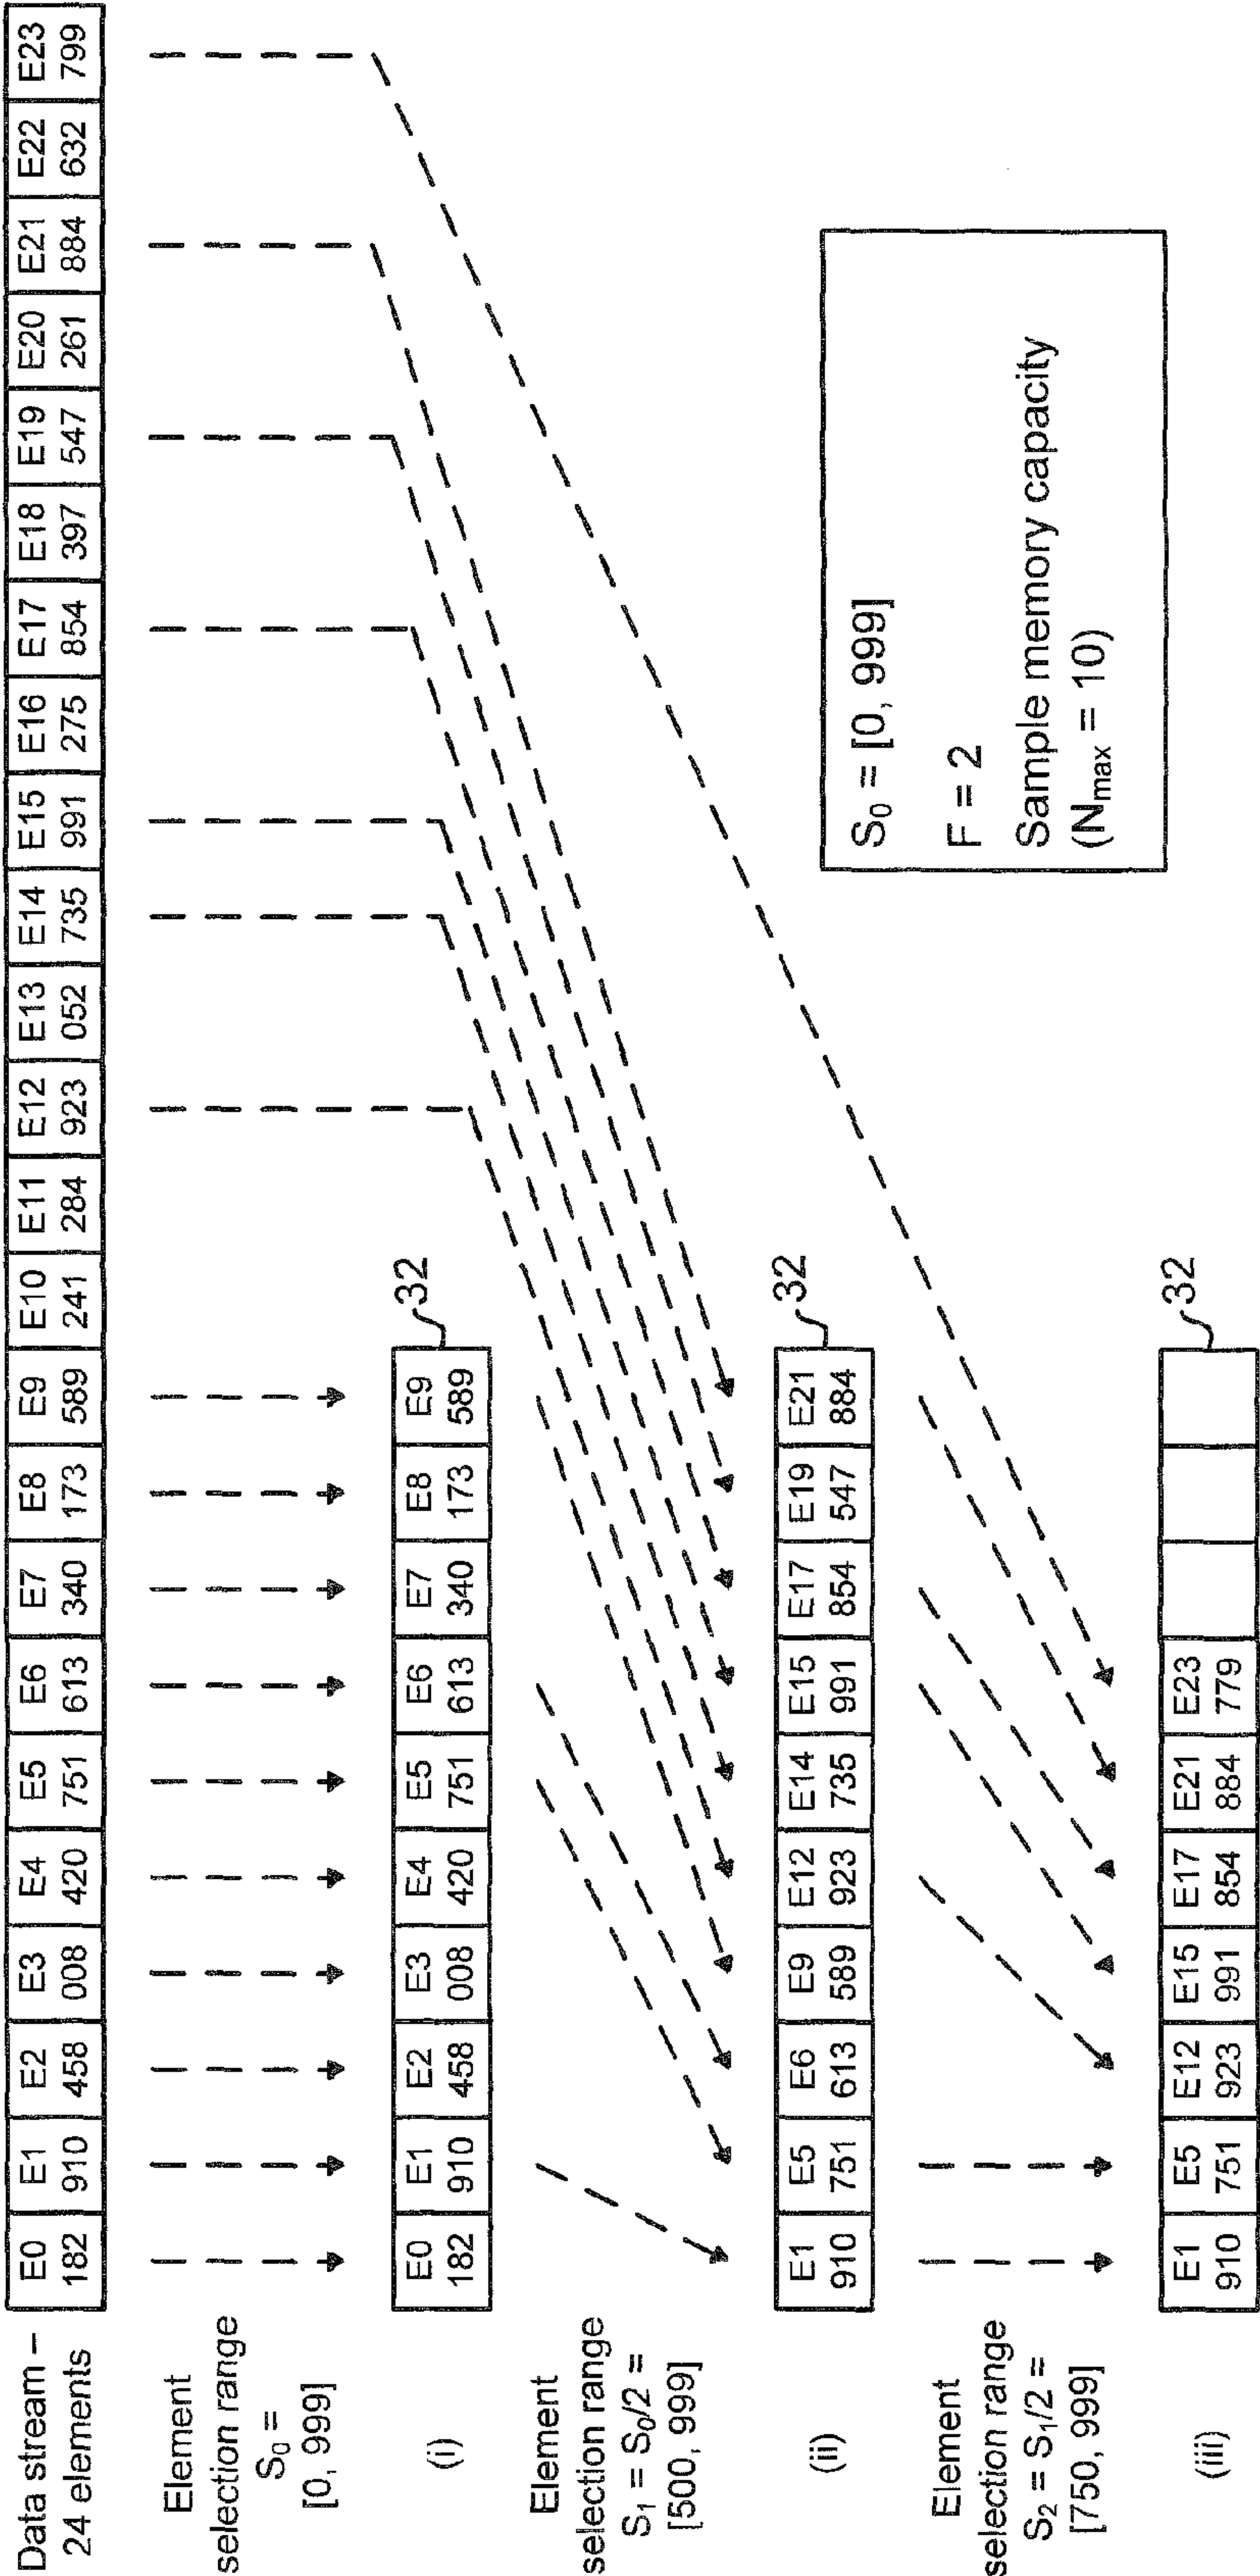 Data stream –
24 elements
E0 E1 E2 E3 E4 E5 E6 E7 E8 E9 E10 E11 E12 E13 E14 E15 E16 E17 E18 E19 E20 E21 E22 E23
182 910 458 008 420 751 613 340 173 589 241 284 923 052 735 991 275 854 397 547 261 884 632 799
Element
selection range
S₀ =
[0, 999]
(i)
E0 E1 E2 E3 E4 E5 E6 E7 E8 E9
182 910 458 008 420 751 613 340 173 589
32
Element
selection range
S₁ = S₀/2 =
[500, 999]
(ii)
E1 E5 E6 E9 E12 E14 E15 E17 E19 E21
910 751 613 589 923 735 991 854 547 884
32
Element
selection range
S₂ = S₁/2 =
[750, 999]
(iii)
E1 E5 E12 E15 E17 E21 E23
910 751 923 991 854 884 779
32
S₀ = [0, 999]
F = 2
Sample memory capacity
(Nmax = 10)